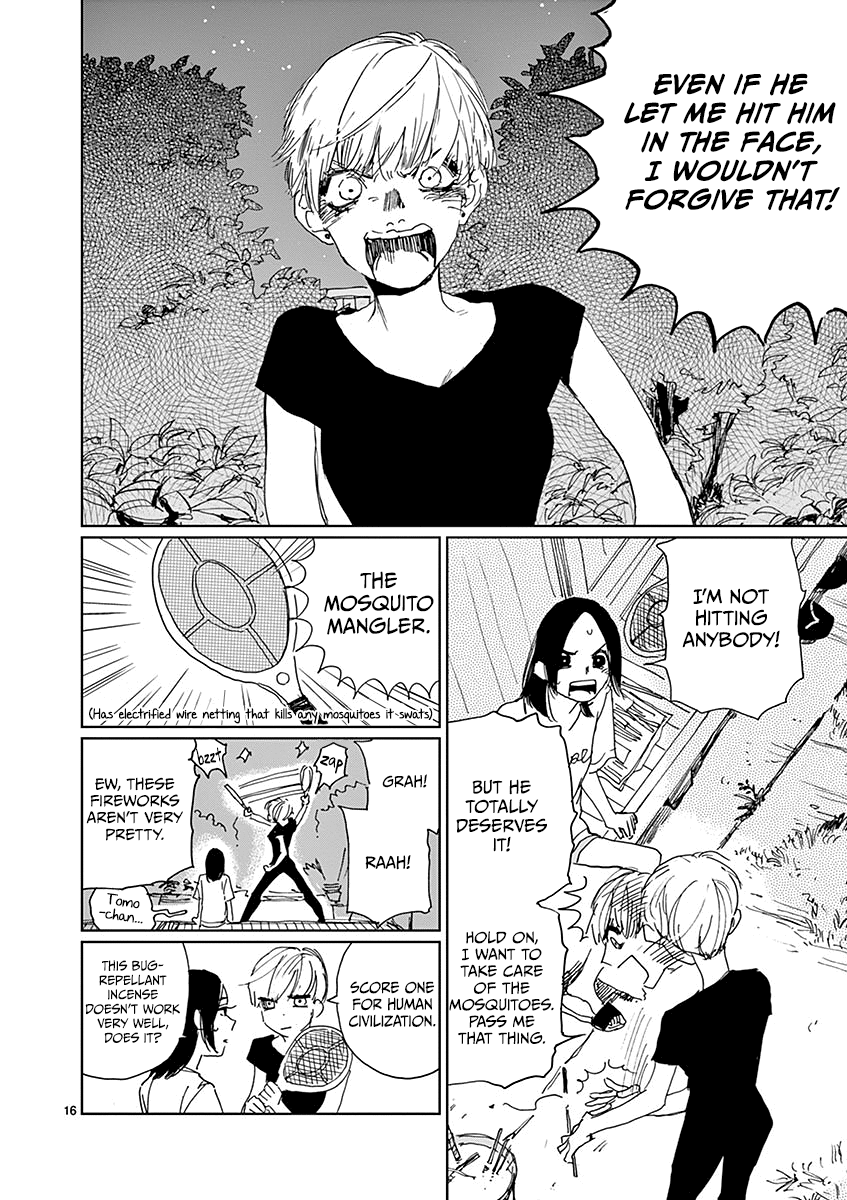 EVEN IF HE
LET ME HIT HIM
IN THE FACE,
I WOULDN'T
FORGIVE THAT!
I'M NOT
HITTING
ANYBODY!
BUT HE
TOTALLY
DESERVES
IT!
HOLD ON,
I WANT TO
TAKE CARE
OF THE
MOSQUITOES.
PASS ME
THAT THING.
THE
MOSQUITO
MANGLER.
(Has electrified wire netting that kills any mosquitoes it swats)
GRAH!
RAAH!
zap
bzzt
EW, THESE
FIREWORKS
AREN'T VERY
PRETTY.
Tomo
-chan...
SCORE ONE
FOR HUMAN
CIVILIZATION.
THIS BUG-
REPELLANT
INCENSE
DOESN'T WORK
VERY WELL,
DOES IT?
16